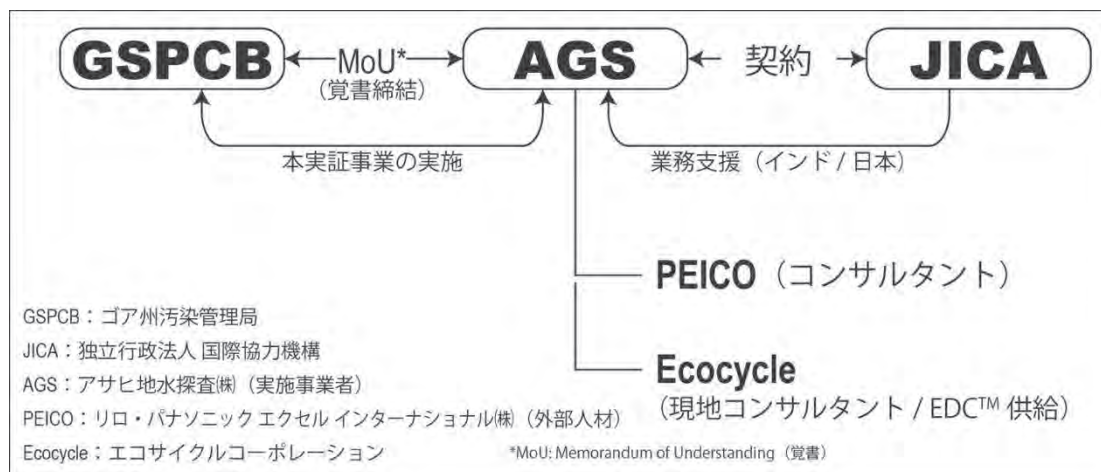 GSPCB MoU* AGS 契約 JICA
(覚書締結)
本実証事業の実施 業務支援（インド / 日本）
PEICO（コンサルタント）
Ecocycle
（現地コンサルタント / EDC™ 供給）
GSPCB：ゴア州汚染管理局
JICA：独立行政法人 国際協力機構
AGS：アサヒ地水探査㈱（実施事業者）
PEICO：リロ・パナソニック エクセル インターナショナル㈱（外部人材）
Ecocycle：エコサイクルコーポレーション
*MoU: Memorandum of Understanding（覚書）